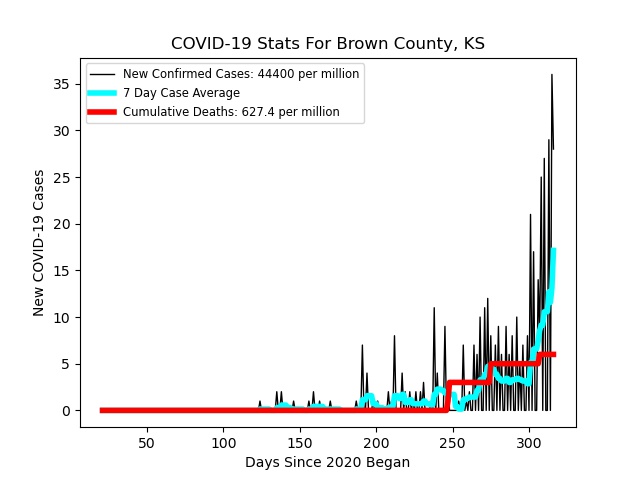 COVID-19 Stats For Brown County, KS
New Confirmed Cases: 44400 per million
7 Day Case Average
Cumulative Deaths: 627.4 per million
New COVID-19 Cases
35
30
25
20
15
10
5
0
50 100 150 200 250 300
Days Since 2020 Began